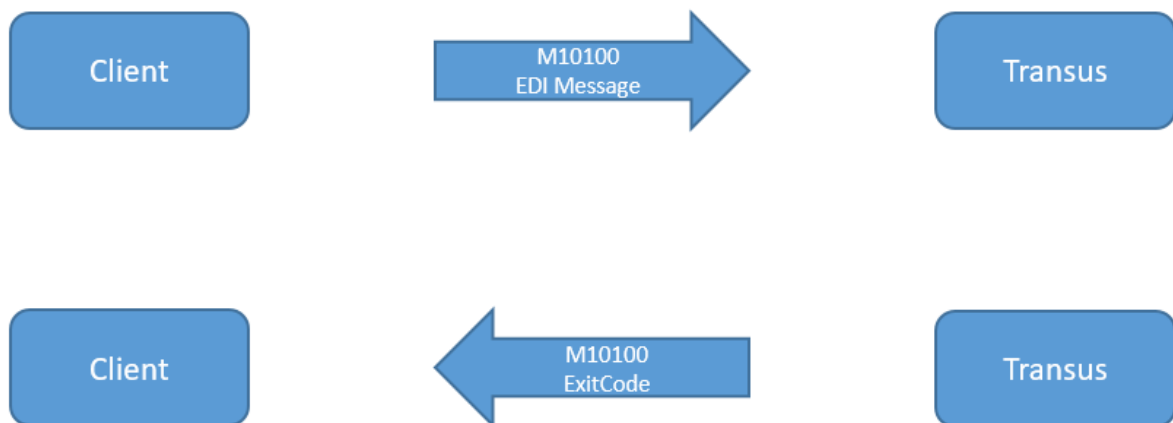 Client
M10100
EDI Message
Transus
Client
M10100
ExitCode
Transus